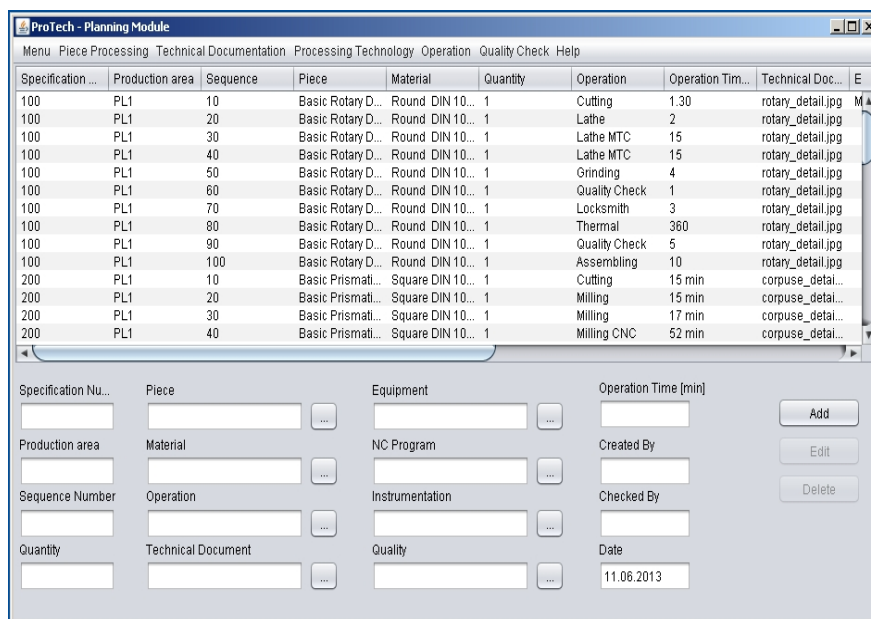 ProTech - Planning Module
Menu Piece Processing Technical Documentation Processing Technology Operation Quality Check Help
Specification ... Production area Sequence Piece Material Quantity Operation Operation Tim... Technical Doc... E
100 PL1 10 Basic Rotary D... Round DIN 10... 1 Cutting 1.30 rotary_detail.jpg M
100 PL1 20 Basic Rotary D... Round DIN 10... 1 Lathe 2 rotary_detail.jpg
100 PL1 30 Basic Rotary D... Round DIN 10... 1 Lathe MTC 15 rotary_detail.jpg
100 PL1 40 Basic Rotary D... Round DIN 10... 1 Lathe MTC 15 rotary_detail.jpg
100 PL1 50 Basic Rotary D... Round DIN 10... 1 Grinding 4 rotary_detail.jpg
100 PL1 60 Basic Rotary D... Round DIN 10... 1 Quality Check 1 rotary_detail.jpg
100 PL1 70 Basic Rotary D... Round DIN 10... 1 Locksmith 3 rotary_detail.jpg
100 PL1 80 Basic Rotary D... Round DIN 10... 1 Thermal 360 rotary_detail.jpg
100 PL1 90 Basic Rotary D... Round DIN 10... 1 Quality Check 5 rotary_detail.jpg
100 PL1 100 Basic Rotary D... Round DIN 10... 1 Assembling 10 rotary_detail.jpg
200 PL1 10 Basic Prismati... Square DIN 10... 1 Cutting 15 min corpuse_detai...
200 PL1 20 Basic Prismati... Square DIN 10... 1 Milling 15 min corpuse_detai...
200 PL1 30 Basic Prismati... Square DIN 10... 1 Milling 17 min corpuse_detai...
200 PL1 40 Basic Prismati... Square DIN 10... 1 Milling CNC 52 min corpuse_detai...
Specification Nu... Piece Equipment Operation Time [min]
... ... Add
Production area Material NC Program Created By
... ... Edit
Sequence Number Operation Instrumentation Checked By
... ... Delete
Quantity Technical Document Quality Date
... ... 11.06.2013